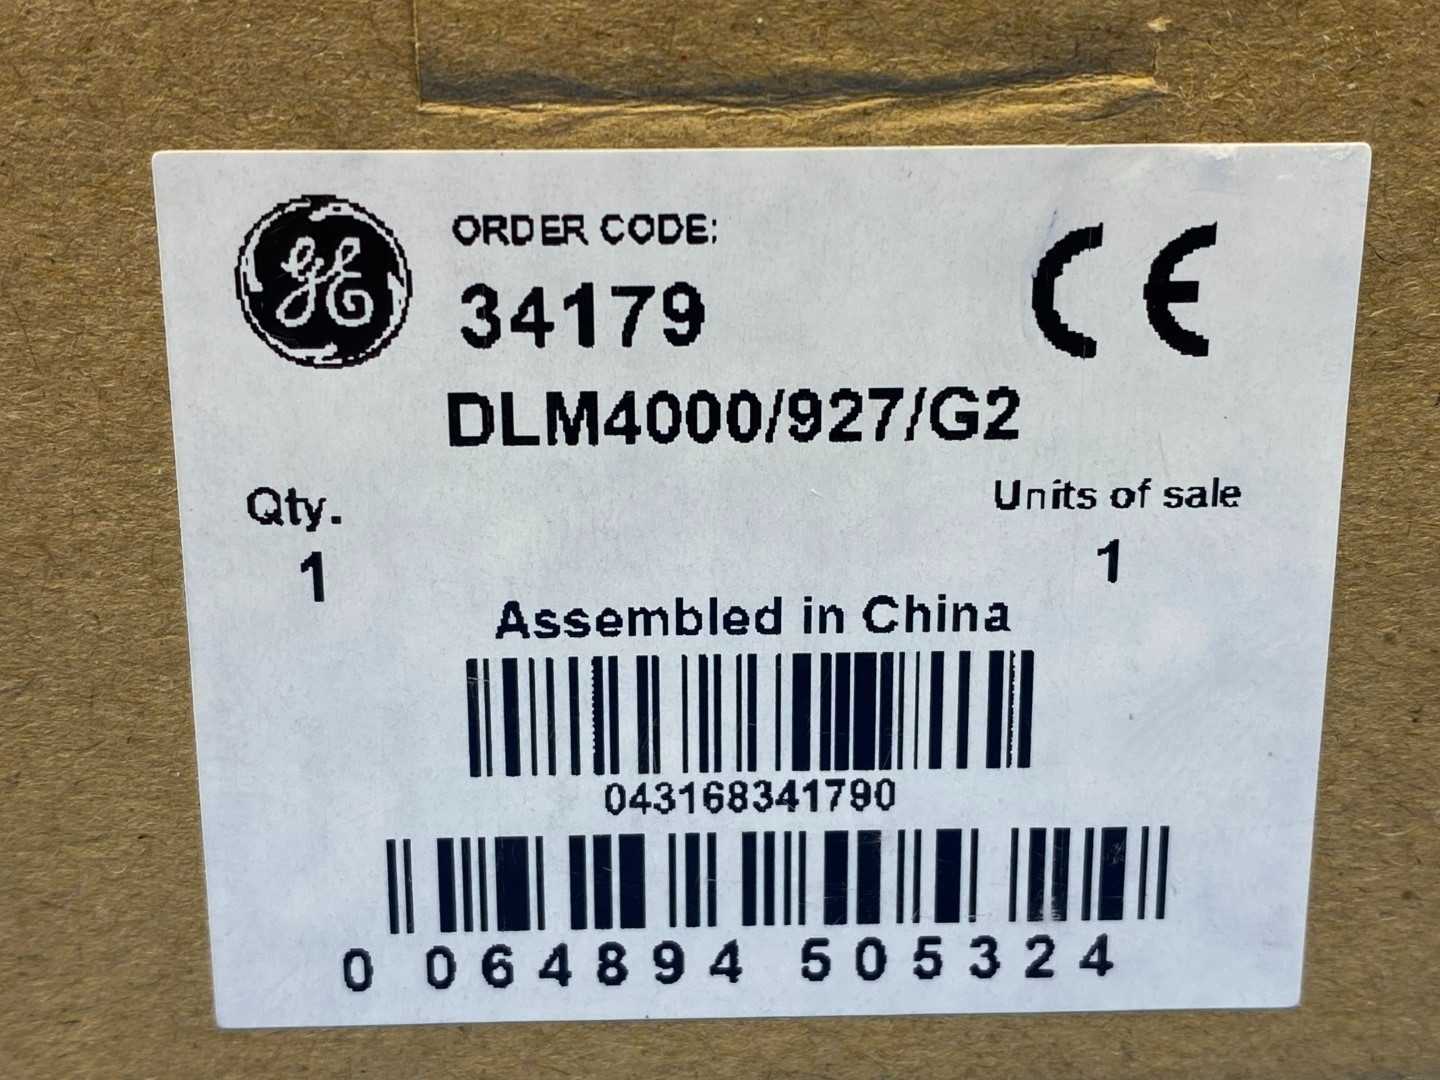 GE
ORDER CODE:
34179
CE
DLM4000/927/G2
Qty.
Units of sale
1
1
Assembled in China
043168341790
0 064894 505324